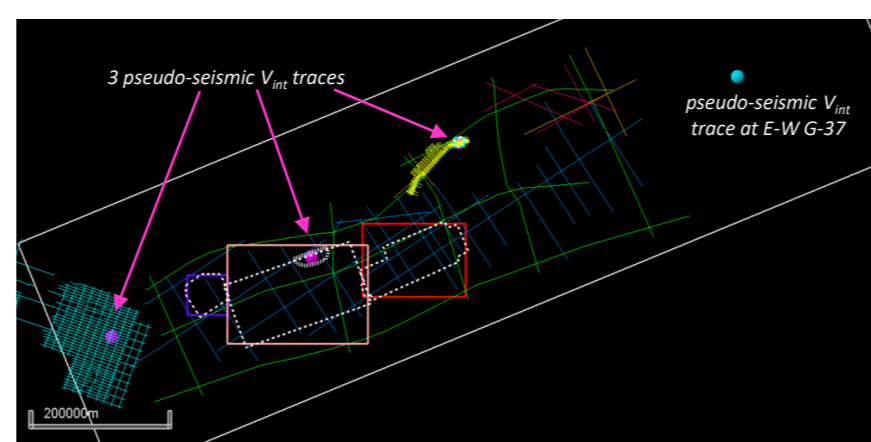 3 pseudo-seismic Vint traces
pseudo-seismic Vint
trace at E-W G-37
200000m